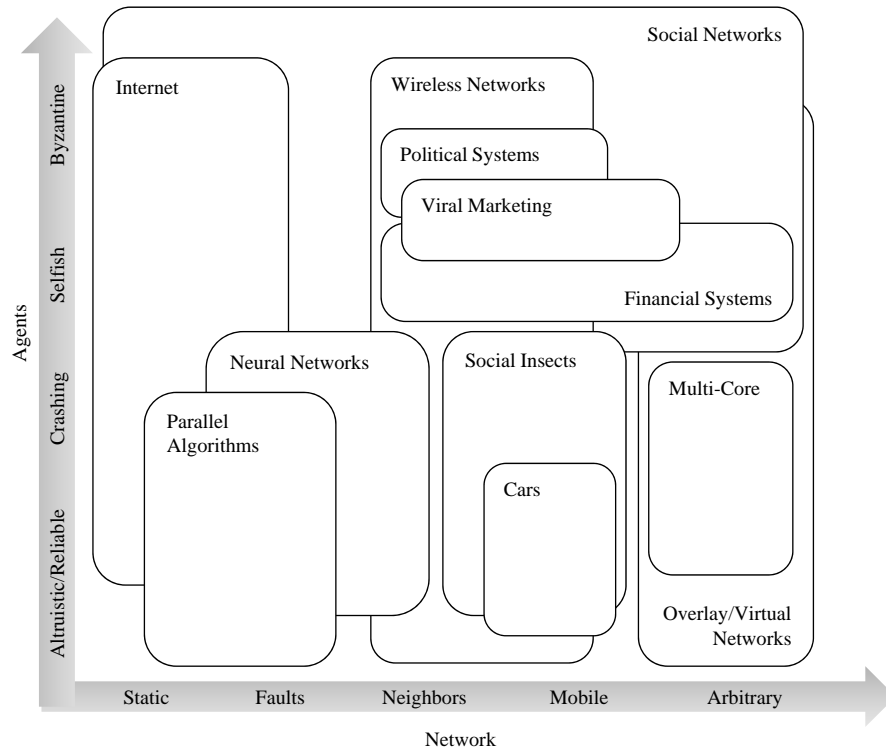 Social Networks
Internet
Wireless Networks
Political Systems
Viral Marketing
Financial Systems
Neural Networks
Social Insects
Parallel
Algorithms
Multi-Core
Cars
Overlay/Virtual
Networks
Agents
Byzantine
Selfish
Crashing
Altruistic/Reliable
Static
Faults
Neighbors
Mobile
Arbitrary
Network